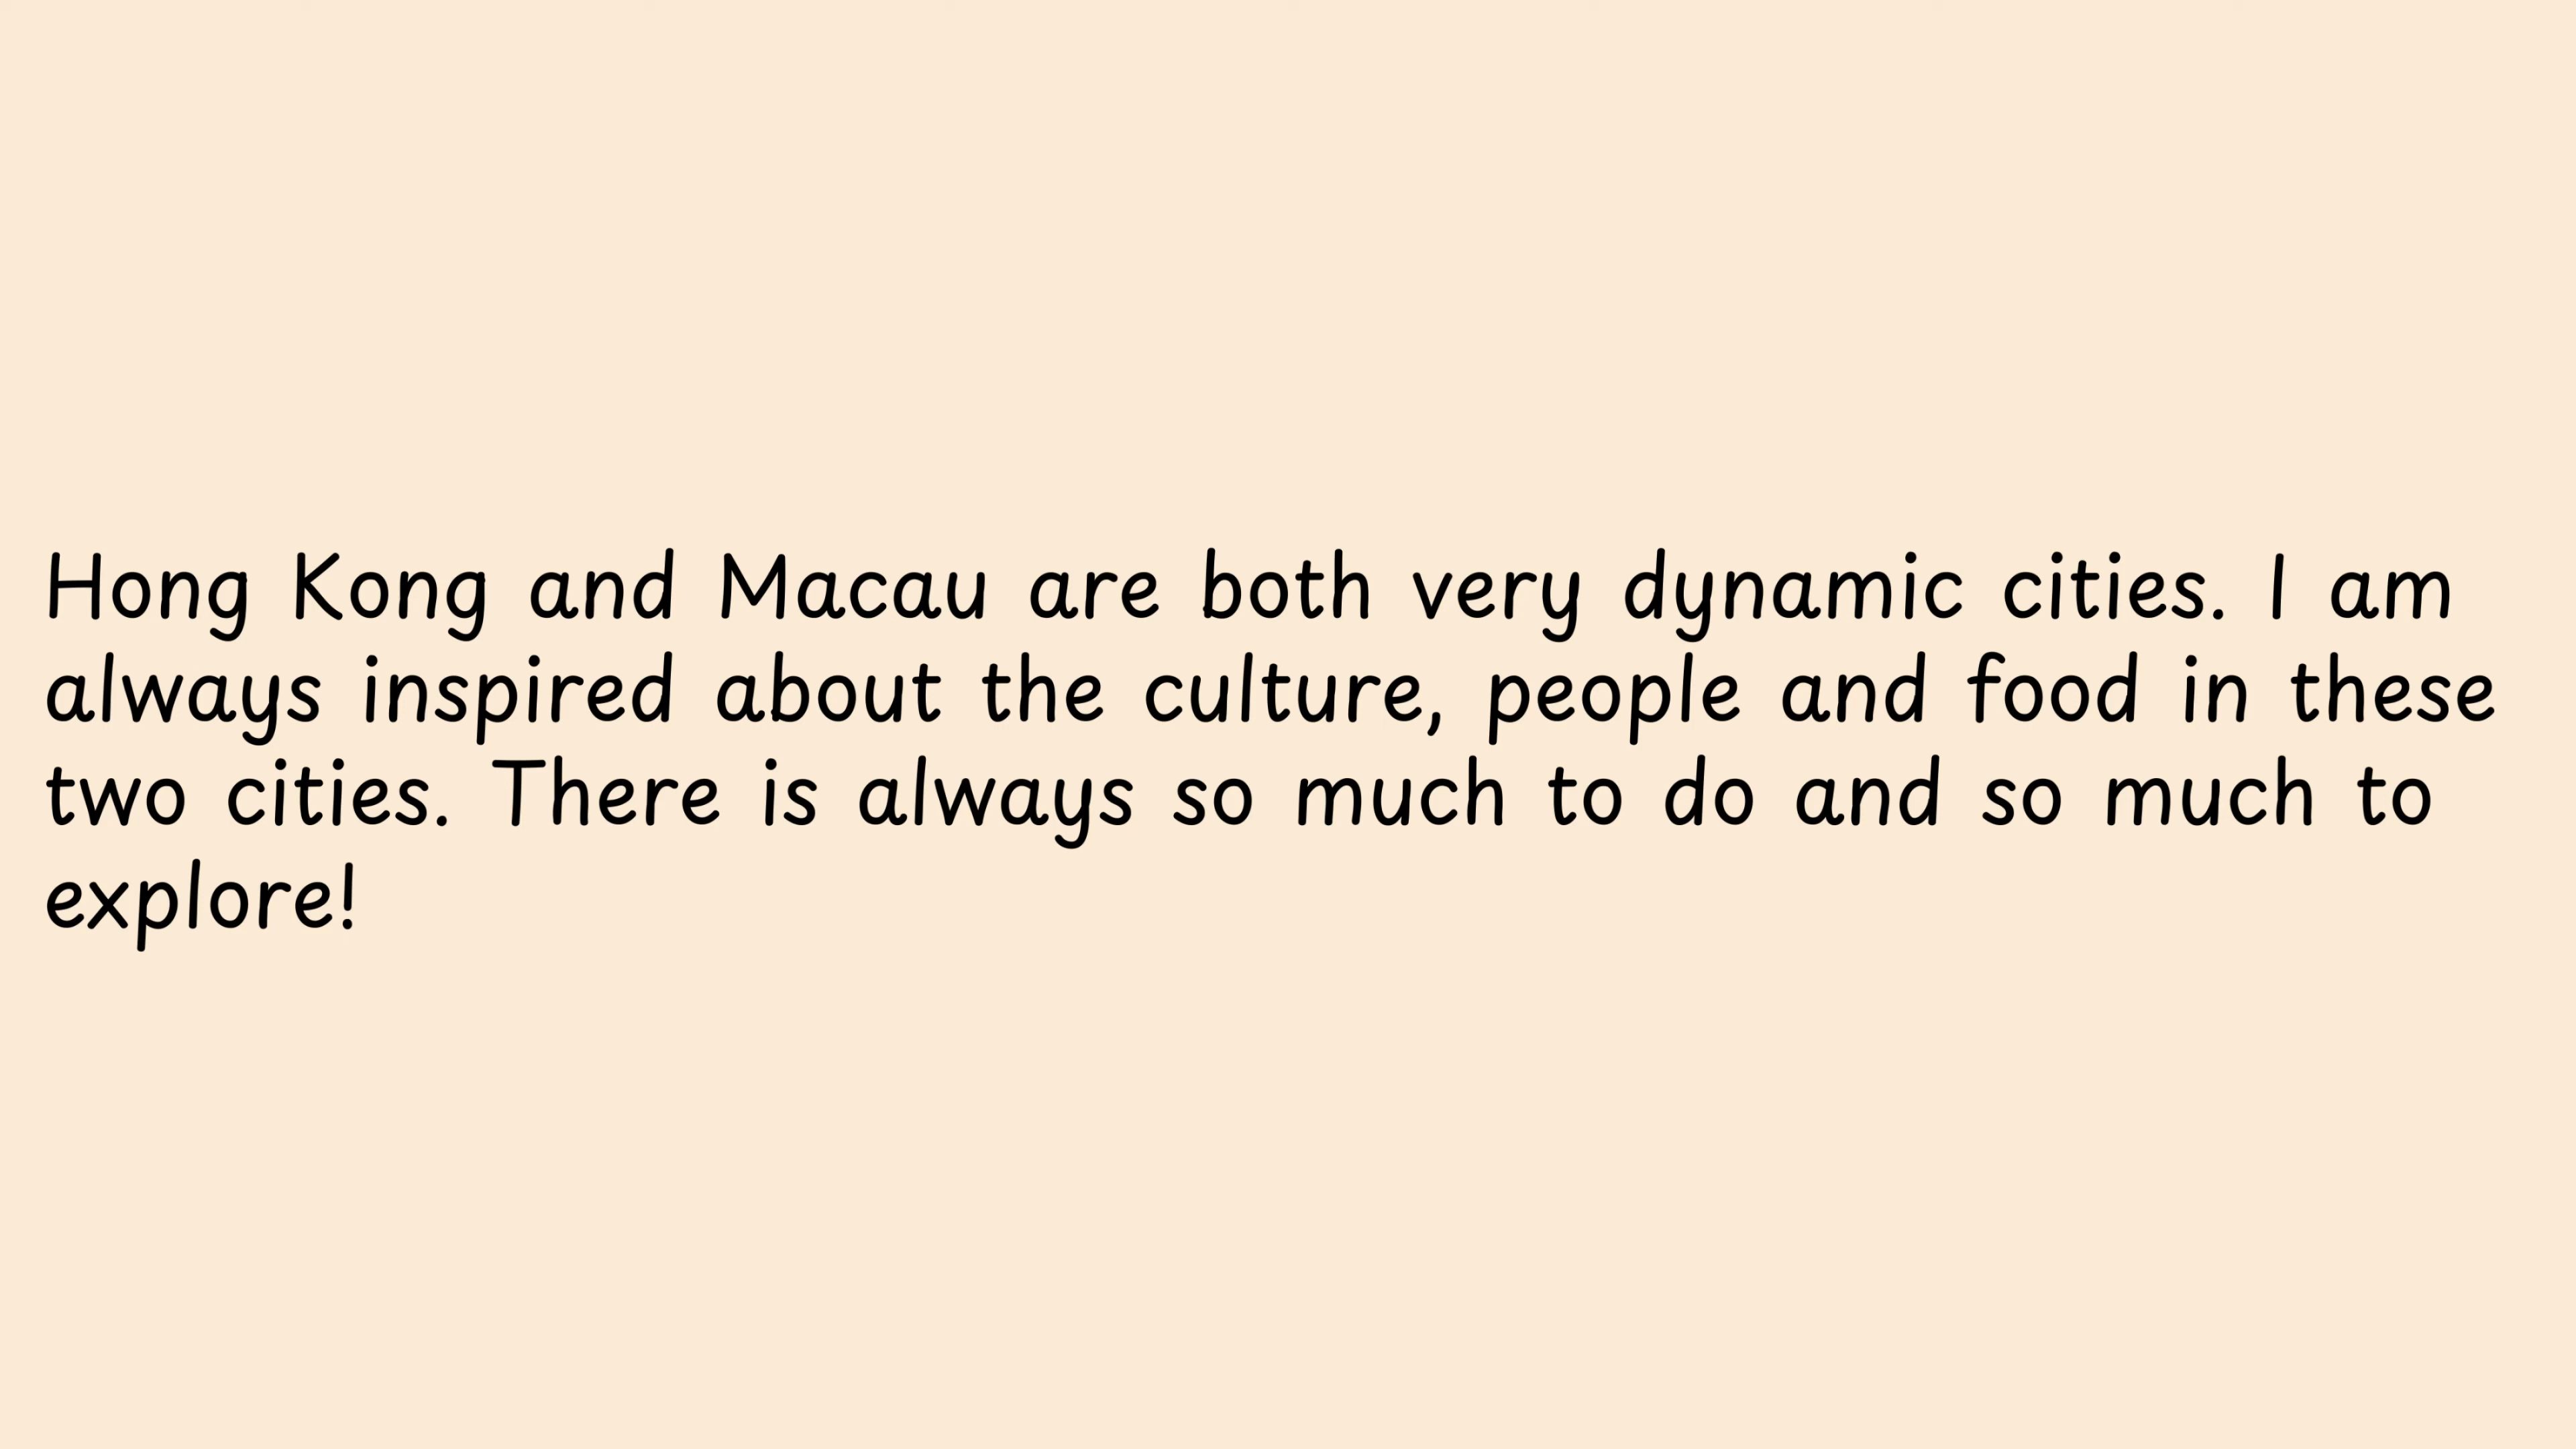 Hong Kong and Macau are both very dynamic cities. I am
always inspired about the culture, people and food in these
two cities. There is always so much to do and so much to
explore!